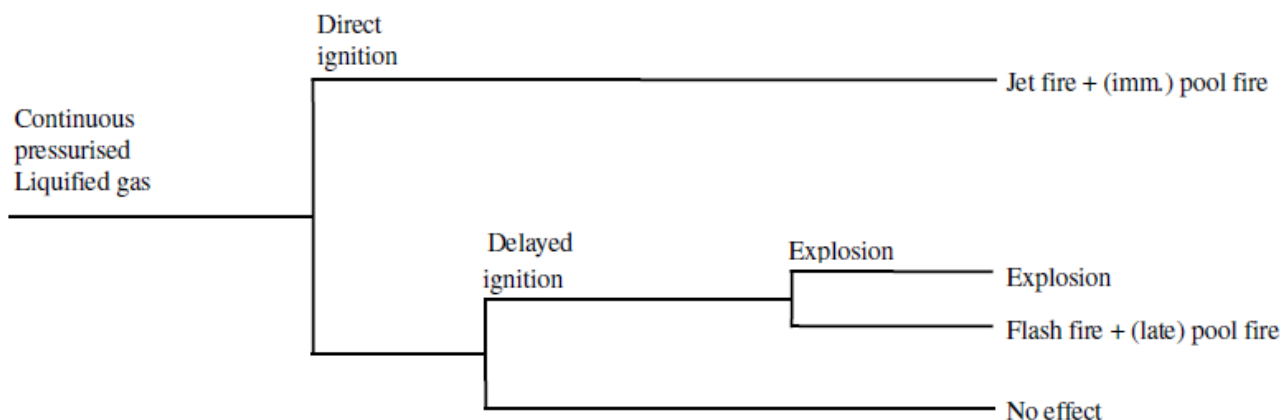 Direct
ignition
Jet fire + (imm.) pool fire
Continuous
pressurised
Liquified gas
Delayed
ignition
Explosion
Explosion
Flash fire + (late) pool fire
No effect